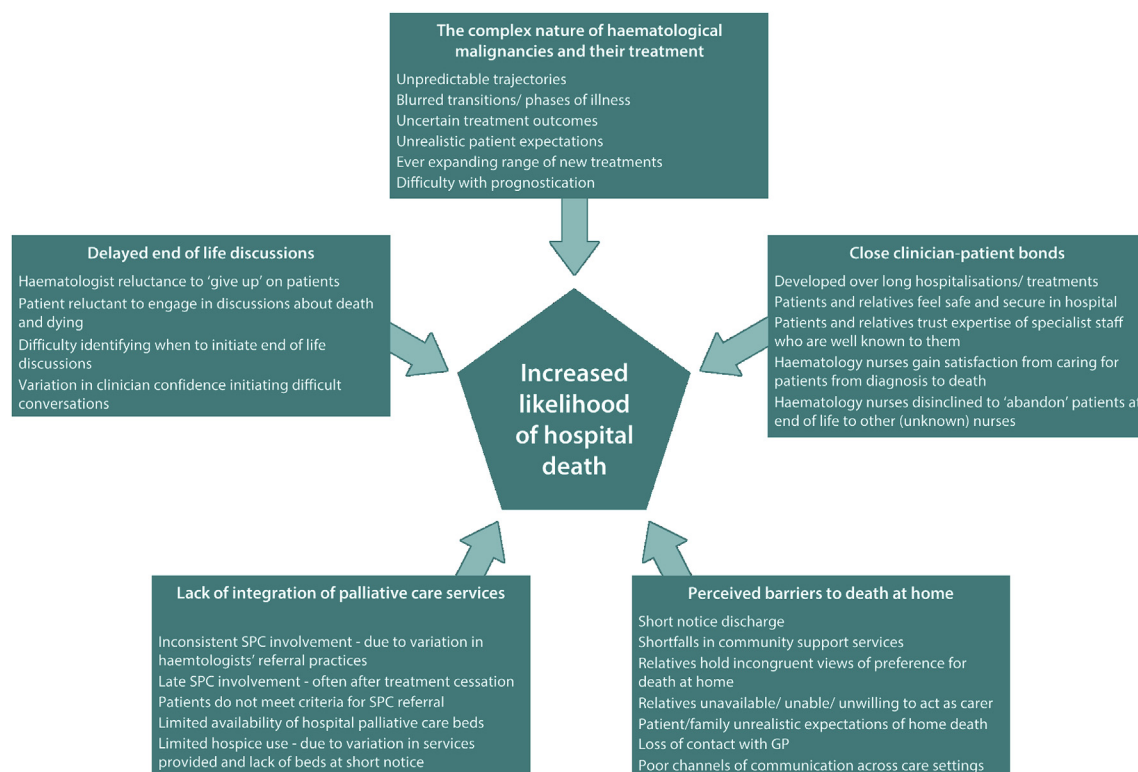 The complex nature of haematological
malignancies and their treatment
Unpredictable trajectories
Blurred transitions/ phases of illness
Uncertain treatment outcomes
Unrealistic patient expectations
Ever expanding range of new treatments
Difficulty with prognostication
Delayed end of life discussions
Haematologist reluctance to ‘give up’ on patients
Patient reluctant to engage in discussions about death
and dying
Difficulty identifying when to initiate end of life
discussions
Variation in clinician confidence initiating difficult
conversations
Close clinician-patient bonds
Developed over long hospitalisations/ treatments
Patients and relatives feel safe and secure in hospital
Patients and relatives trust expertise of specialist staff
who are well known to them
Haematology nurses gain satisfaction from caring for
patients from diagnosis to death
Haematology nurses disinclined to ‘abandon’ patients at
end of life to other (unknown) nurses
Increased
likelihood
of hospital
death
Lack of integration of palliative care services
Inconsistent SPC involvement - due to variation in
haemtologists’ referral practices
Late SPC involvement - often after treatment cessation
Patients do not meet criteria for SPC referral
Limited availability of hospital palliative care beds
Limited hospice use - due to variation in services
provided and lack of beds at short notice
Perceived barriers to death at home
Short notice discharge
Shortfalls in community support services
Relatives hold incongruent views of preference for
death at home
Relatives unavailable/ unable/ unwilling to act as carer
Patient/family unrealistic expectations of home death
Loss of contact with GP
Poor channels of communication across care settings